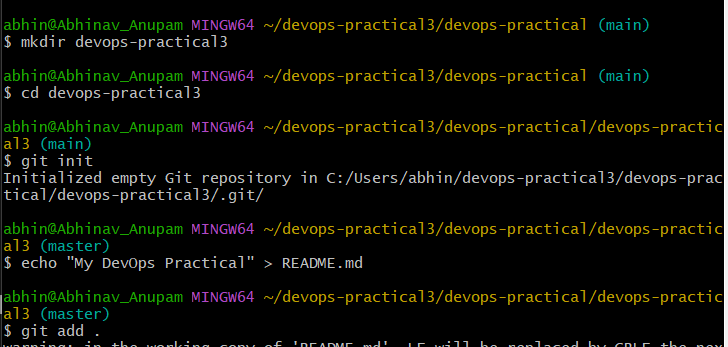 abhin@Abhinav_Anupam MINGW64 ~/devops-practical3/devops-practical (main)
$ mkdir devops-practical3
abhin@Abhinav_Anupam MINGW64 ~/devops-practical3/devops-practical (main)
$ cd devops-practical3
abhin@Abhinav_Anupam MINGW64 ~/devops-practical3/devops-practical/devops-practic
al3 (main)
$ git init
Initialized empty Git repository in C:/Users/abhin/devops-practical3/devops-prac
tical/devops-practical3/.git/
abhin@Abhinav_Anupam MINGW64 ~/devops-practical3/devops-practical/devops-practic
al3 (master)
$ echo "My DevOps Practical" > README.md
abhin@Abhinav_Anupam MINGW64 ~/devops-practical3/devops-practical/devops-practic
al3 (master)
$ git add .
warning: in the working copy of 'README.md', LF will be replaced by CRLF the nex